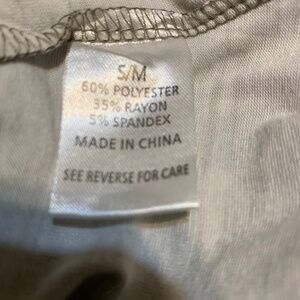 S/M
60% POLYESTER
35% RAYON
5% SPANDEX
MADE IN CHINA
SEE REVERSE FOR CARE